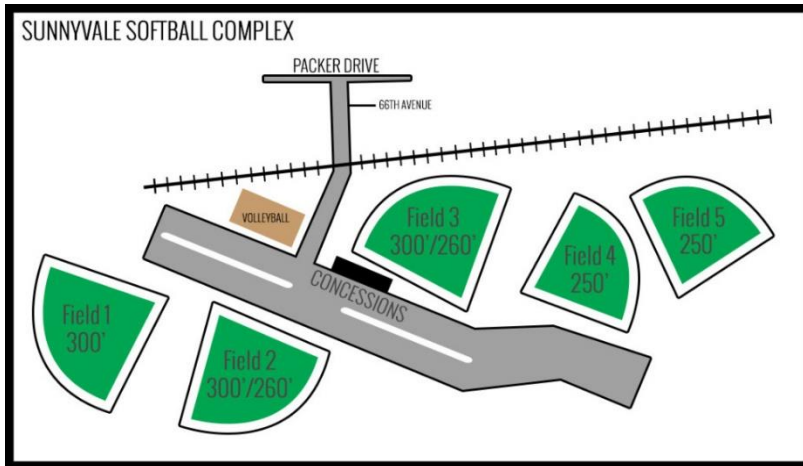 SUNNYVALE SOFTBALL COMPLEX
PACKER DRIVE
66TH AVENUE
VOLLEYBALL
Field 3
300'/260'
Field 5
250'
Field 4
250'
CONCESSIONS
Field 1
300'
Field 2
300'/260'